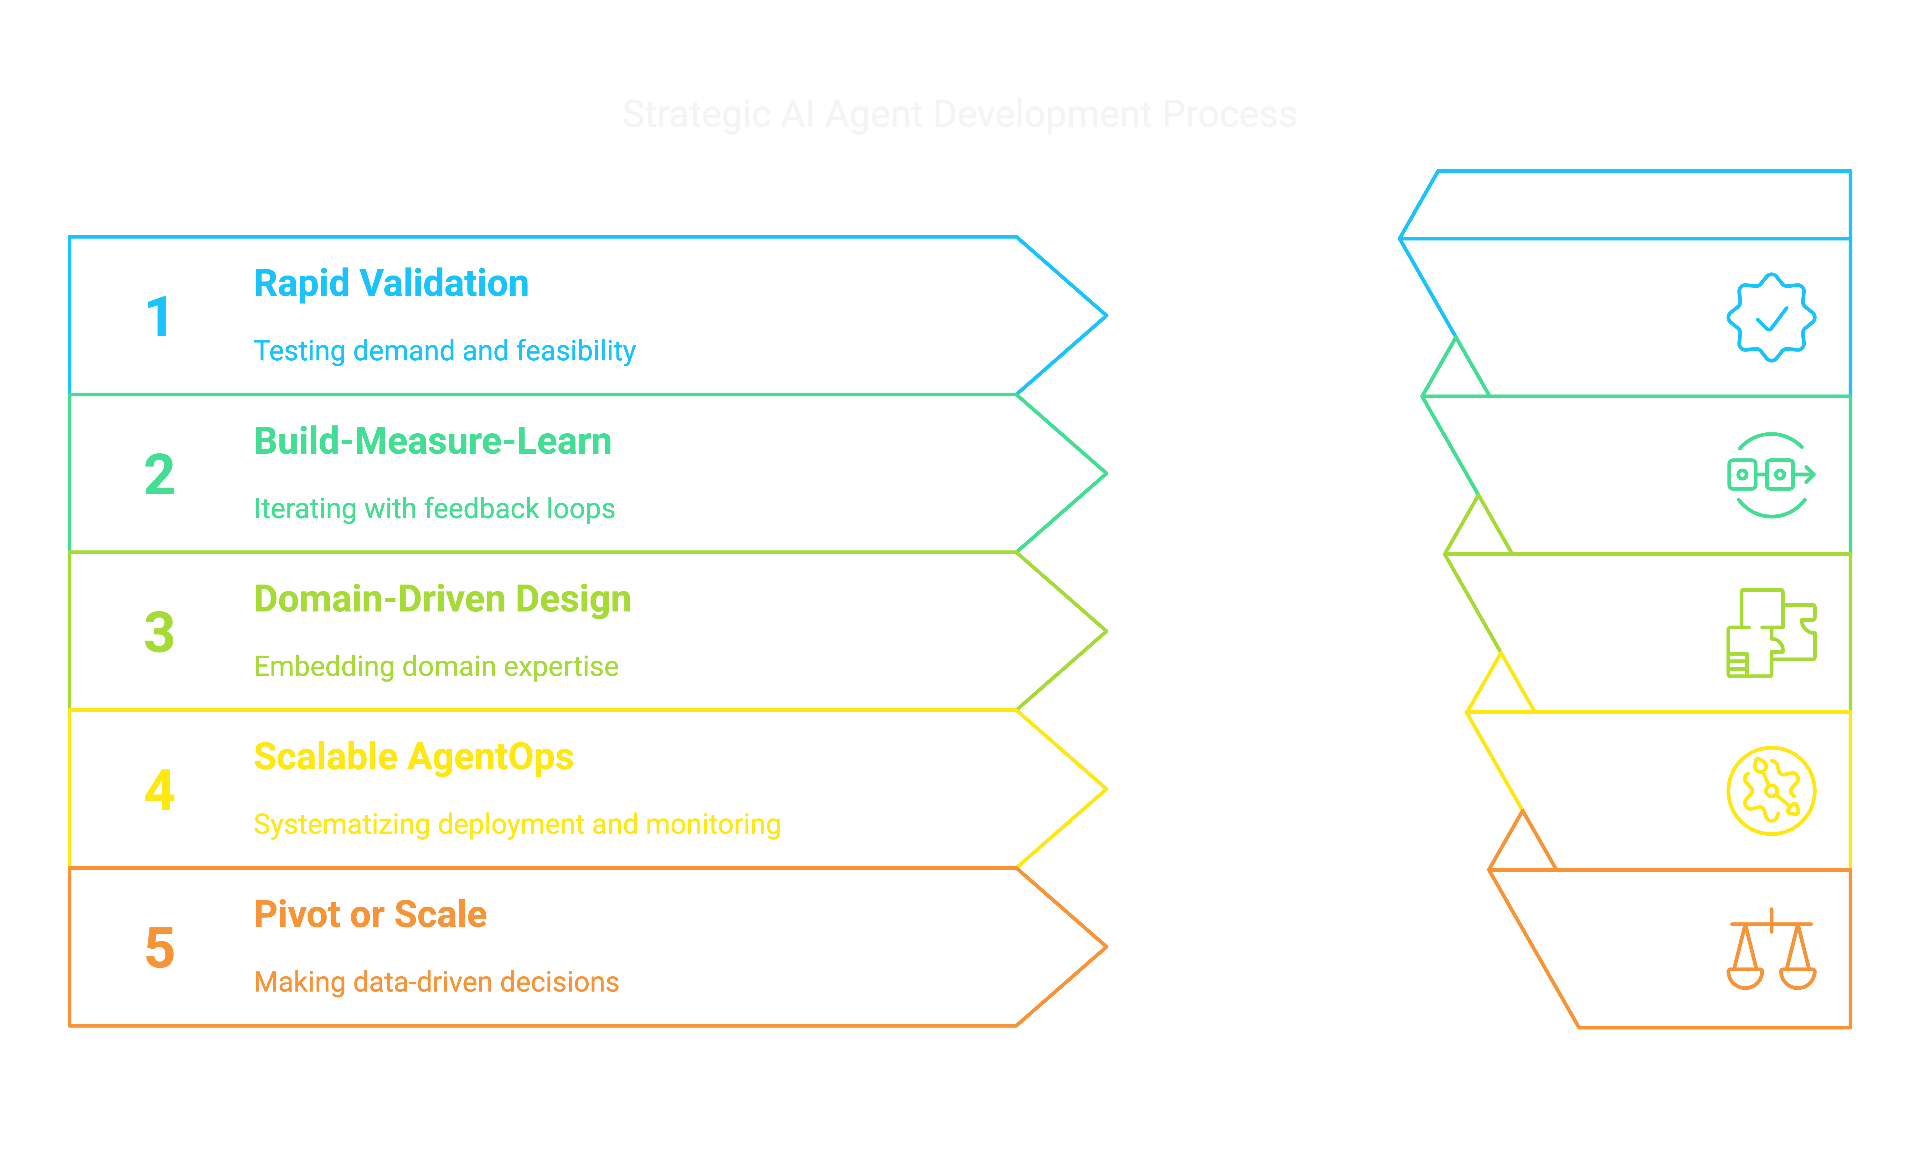 Strategic AI Agent Development Process
1
Rapid Validation
Testing demand and feasibility
2
Build-Measure-Learn
Iterating with feedback loops
3
Domain-Driven Design
Embedding domain expertise
4
Scalable AgentOps
Systematizing deployment and monitoring
5
Pivot or Scale
Making data-driven decisions